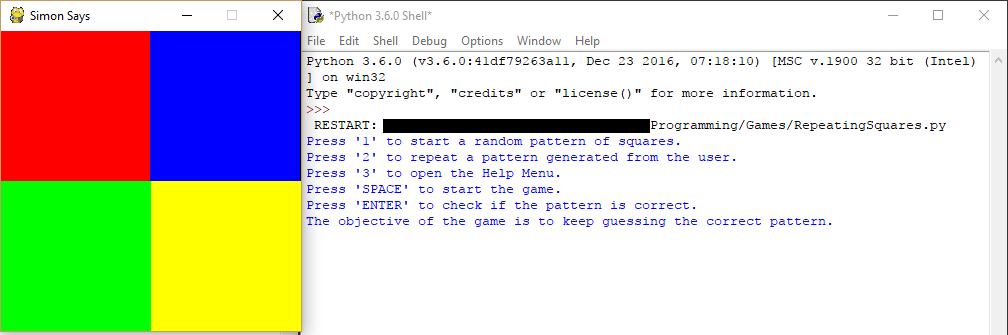 Simon Says
*Python 3.6.0 Shell*
File Edit Shell Debug Options Window Help
Python 3.6.0 (v3.6.0:41df79263a11, Dec 23 2016, 07:18:10) [MSC v.1900 32 bit (Intel)
] on win32
Type "copyright", "credits" or "license()" for more information.
>>>
RESTART: Programming/Games/RepeatingSquares.py
Press '1' to start a random pattern of squares.
Press '2' to repeat a pattern generated from the user.
Press '3' to open the Help Menu.
Press 'SPACE' to start the game.
Press 'ENTER' to check if the pattern is correct.
The objective of the game is to keep guessing the correct pattern.